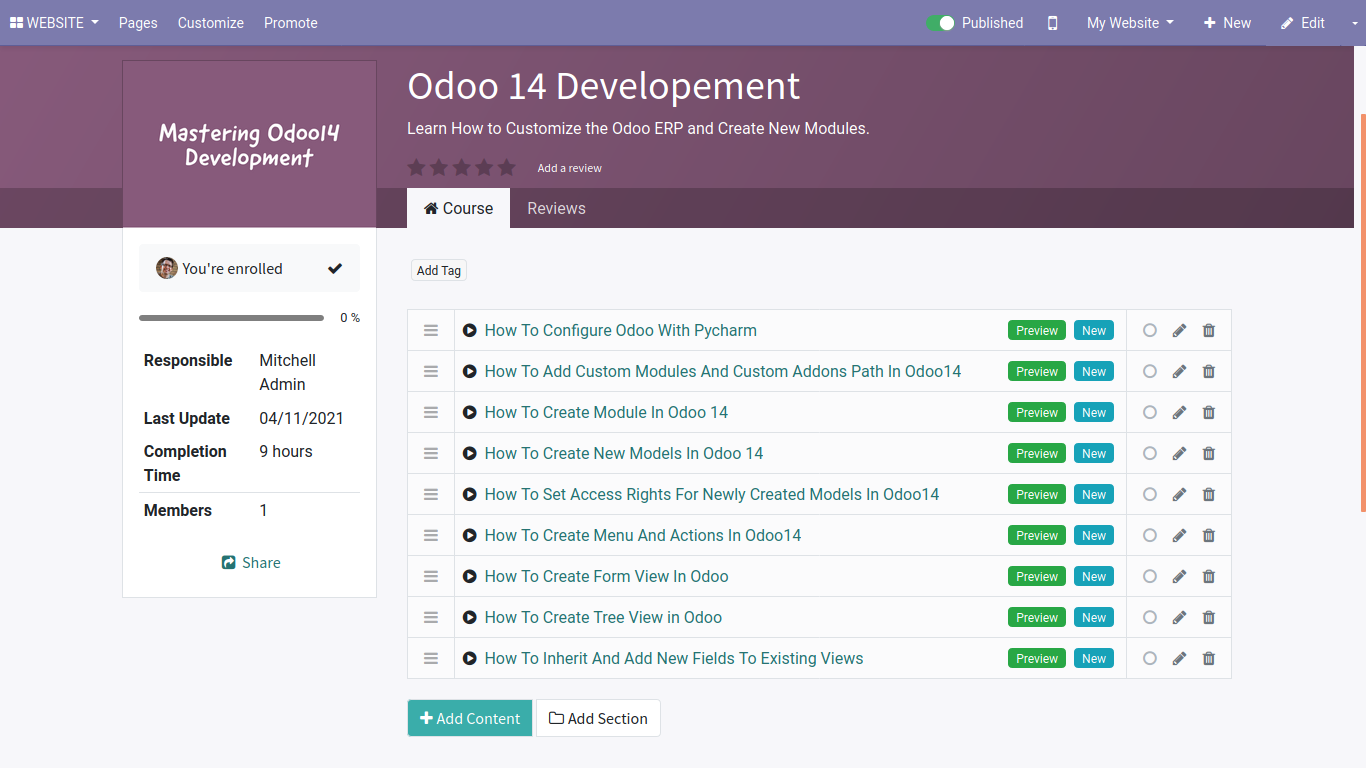 WEBSITE Pages Customize Promote Published My Website New Edit
Mastering Odoo14
Development
Odoo 14 Developement
Learn How to Customize the Odoo ERP and Create New Modules.
Add a review
Course Reviews
You're enrolled
0 %
Responsible Mitchell
Admin
Last Update 04/11/2021
Completion 9 hours
Time
Members 1
Share
Add Tag
How To Configure Odoo With Pycharm Preview New
How To Add Custom Modules And Custom Addons Path In Odoo14 Preview New
How To Create Module In Odoo 14 Preview New
How To Create New Models In Odoo 14 Preview New
How To Set Access Rights For Newly Created Models In Odoo14 Preview New
How To Create Menu And Actions In Odoo14 Preview New
How To Create Form View In Odoo Preview New
How To Create Tree View in Odoo Preview New
How To Inherit And Add New Fields To Existing Views Preview New
Add Content Add Section